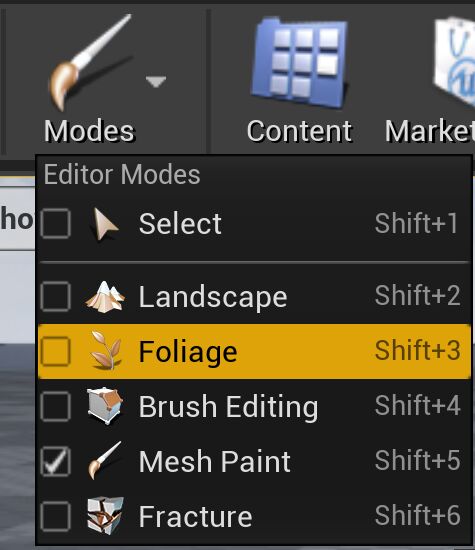 Modes
Content
Market
Editor Modes
ho
Select Shift+1
Landscape Shift+2
Foliage Shift+3
Brush Editing Shift+4
Mesh Paint Shift+5
Fracture Shift+6